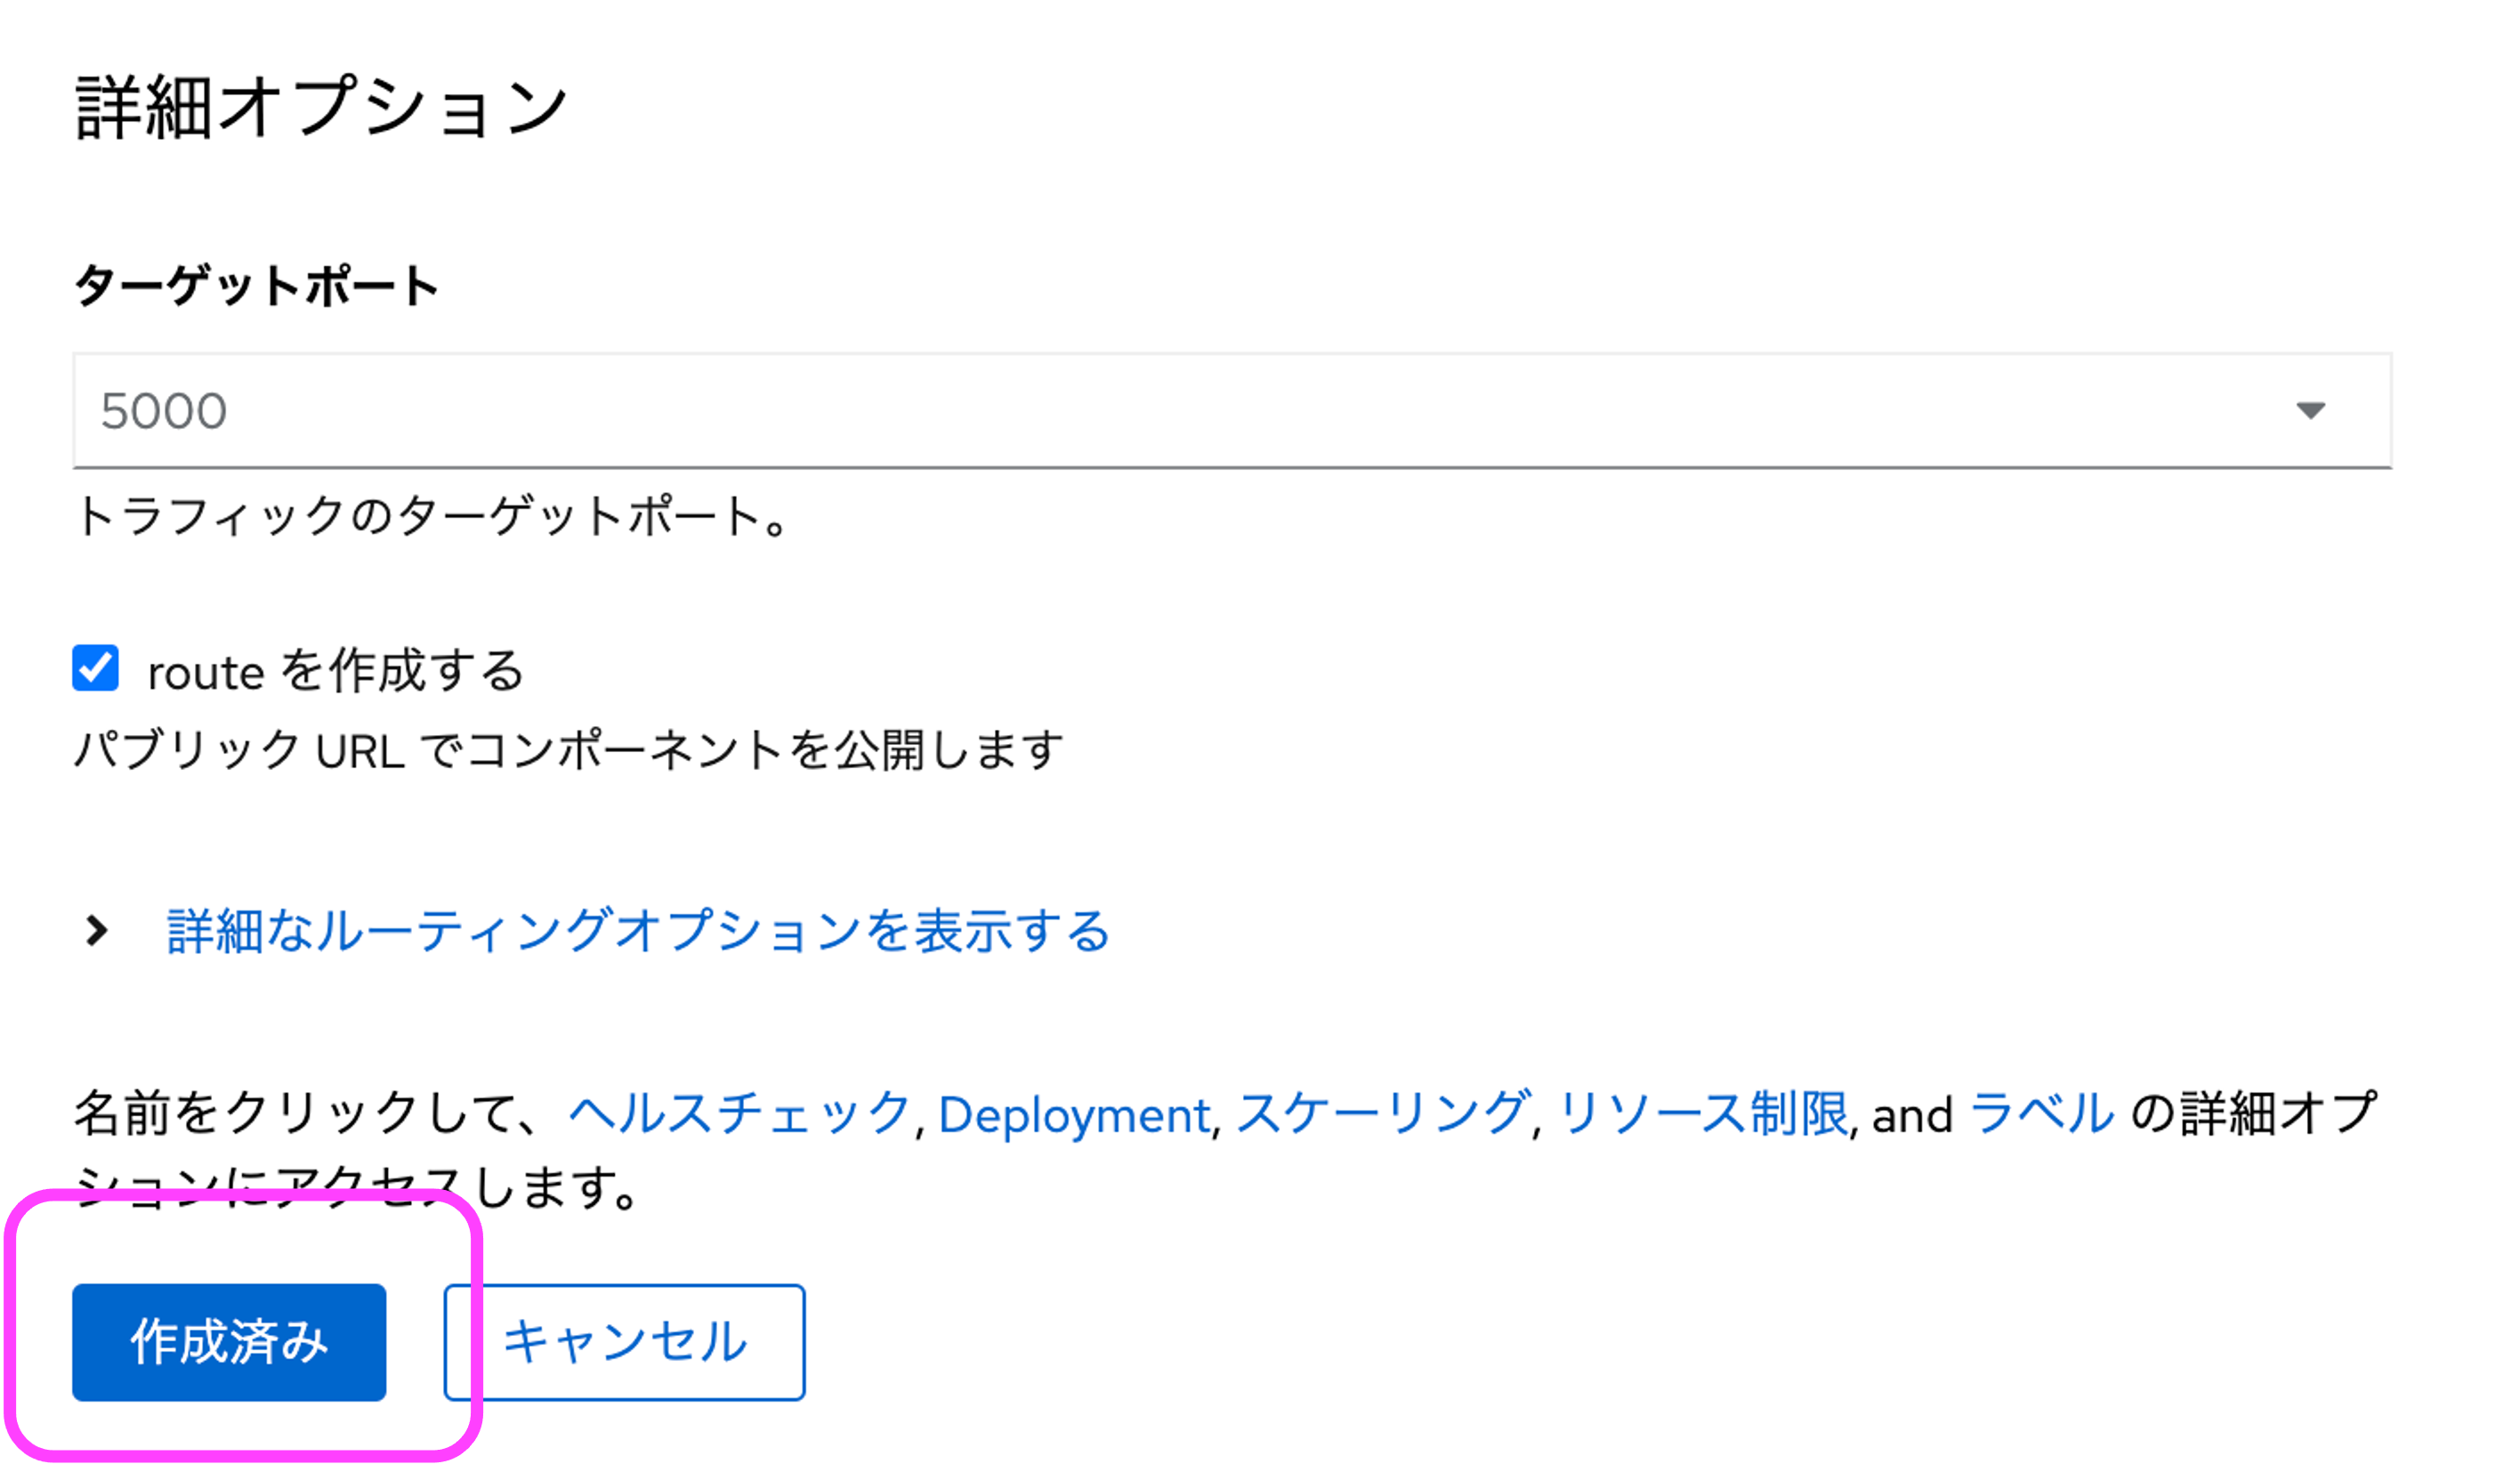 詳細オプション
ターゲットポート
5000
トラフィックのターゲットポート。
route を作成する
パブリック URL でコンポーネントを公開します
詳細なルーティングオプションを表示する
名前をクリックして、ヘルスチェック, Deployment, スケーリング, リソース制限, and ラベル の詳細オプ
ションにアクセスします。
作成済み
キャンセル